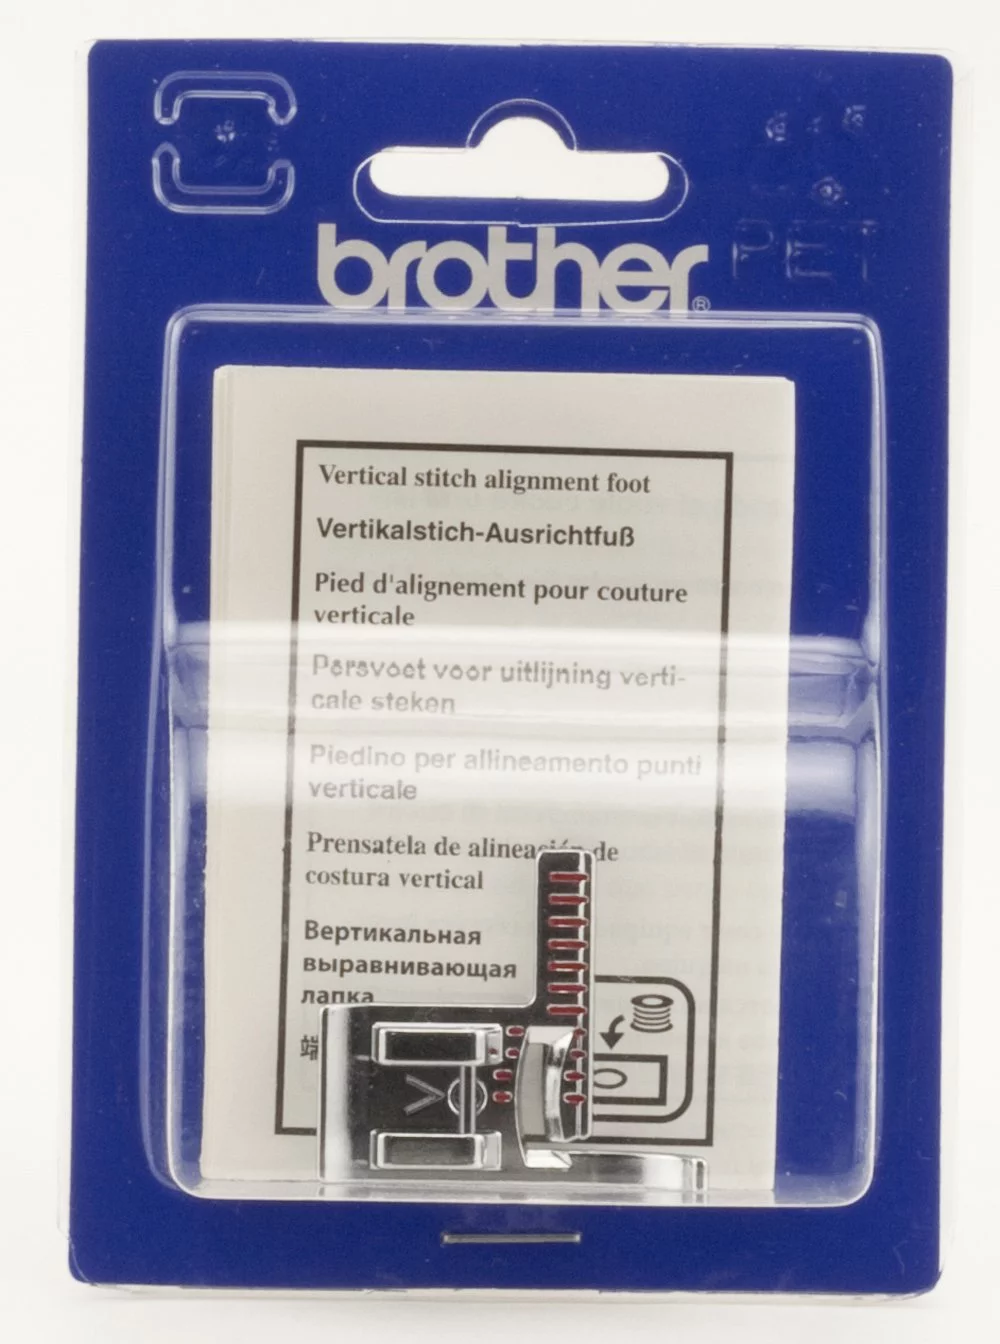 PET
brother®
Vertical stitch alignment foot
Vertikalstich-Ausrichtfuß
Pied d'alignement pour couture
verticale
Persvoet voor uitlijning verti-
cale steken
Piedino per allineamento punti
verticale
Prensatela de alineación de
costura vertical
Вертикальная
выравнивающая
лапка
V